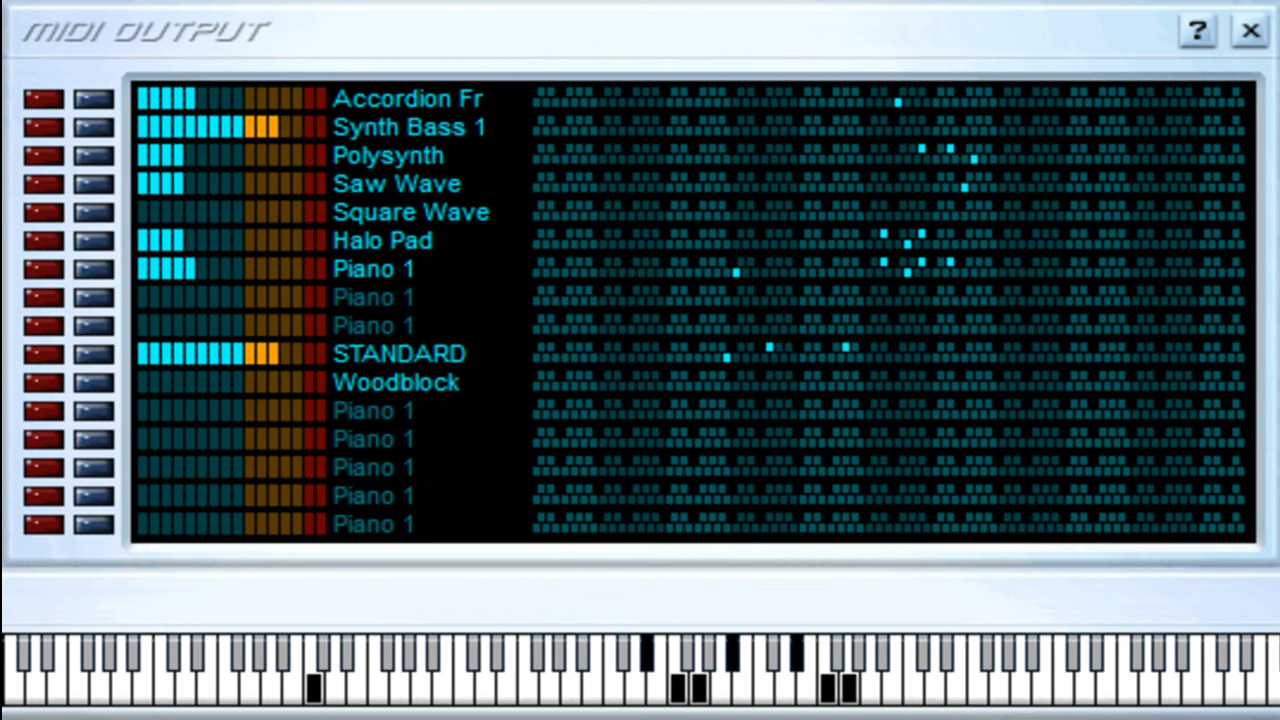 MIDI OUTPUT
? ×
Accordion Fr
Synth Bass 1
Polysynth
Saw Wave
Square Wave
Halo Pad
Piano 1
Piano 1
Piano 1
STANDARD
Woodblock
Piano 1
Piano 1
Piano 1
Piano 1
Piano 1